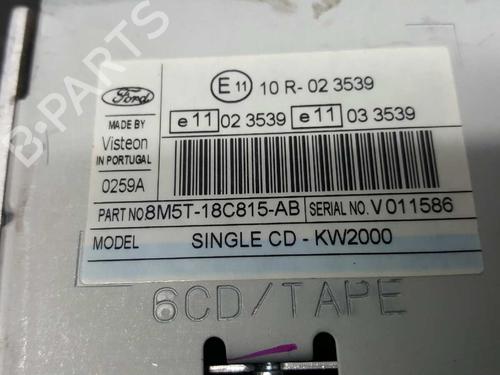 Ford
E 11 10 R- 02 3539
MADE BY
Visteon
IN PORTUGAL
e 11 02 3539 e 11 03 3539
0259A
PART NO 8M5T-18C815-AB SERIAL NO. V 011586
MODEL SINGLE CD - KW2000
6CD/TAPE
B-PARTS
B-PARTS